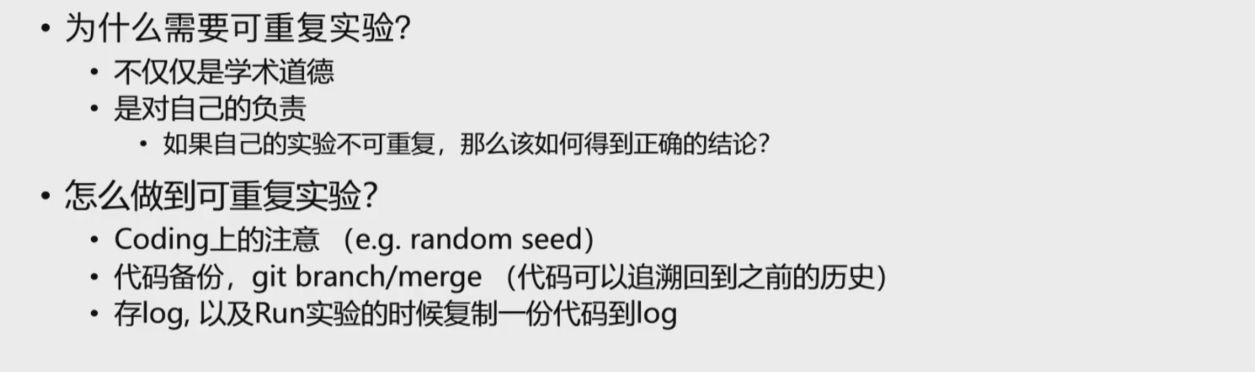 • 为什么需要可重复实验?
• 不仅仅是学术道德
• 是对自己的负责
• 如果自己的实验不可重复，那么该如何得到正确的结论?
• 怎么做到可重复实验?
• Coding上的注意 （e.g. random seed）
• 代码备份，git branch/merge （代码可以追溯回到之前的历史）
• 存log, 以及Run实验的时候复制一份代码到log